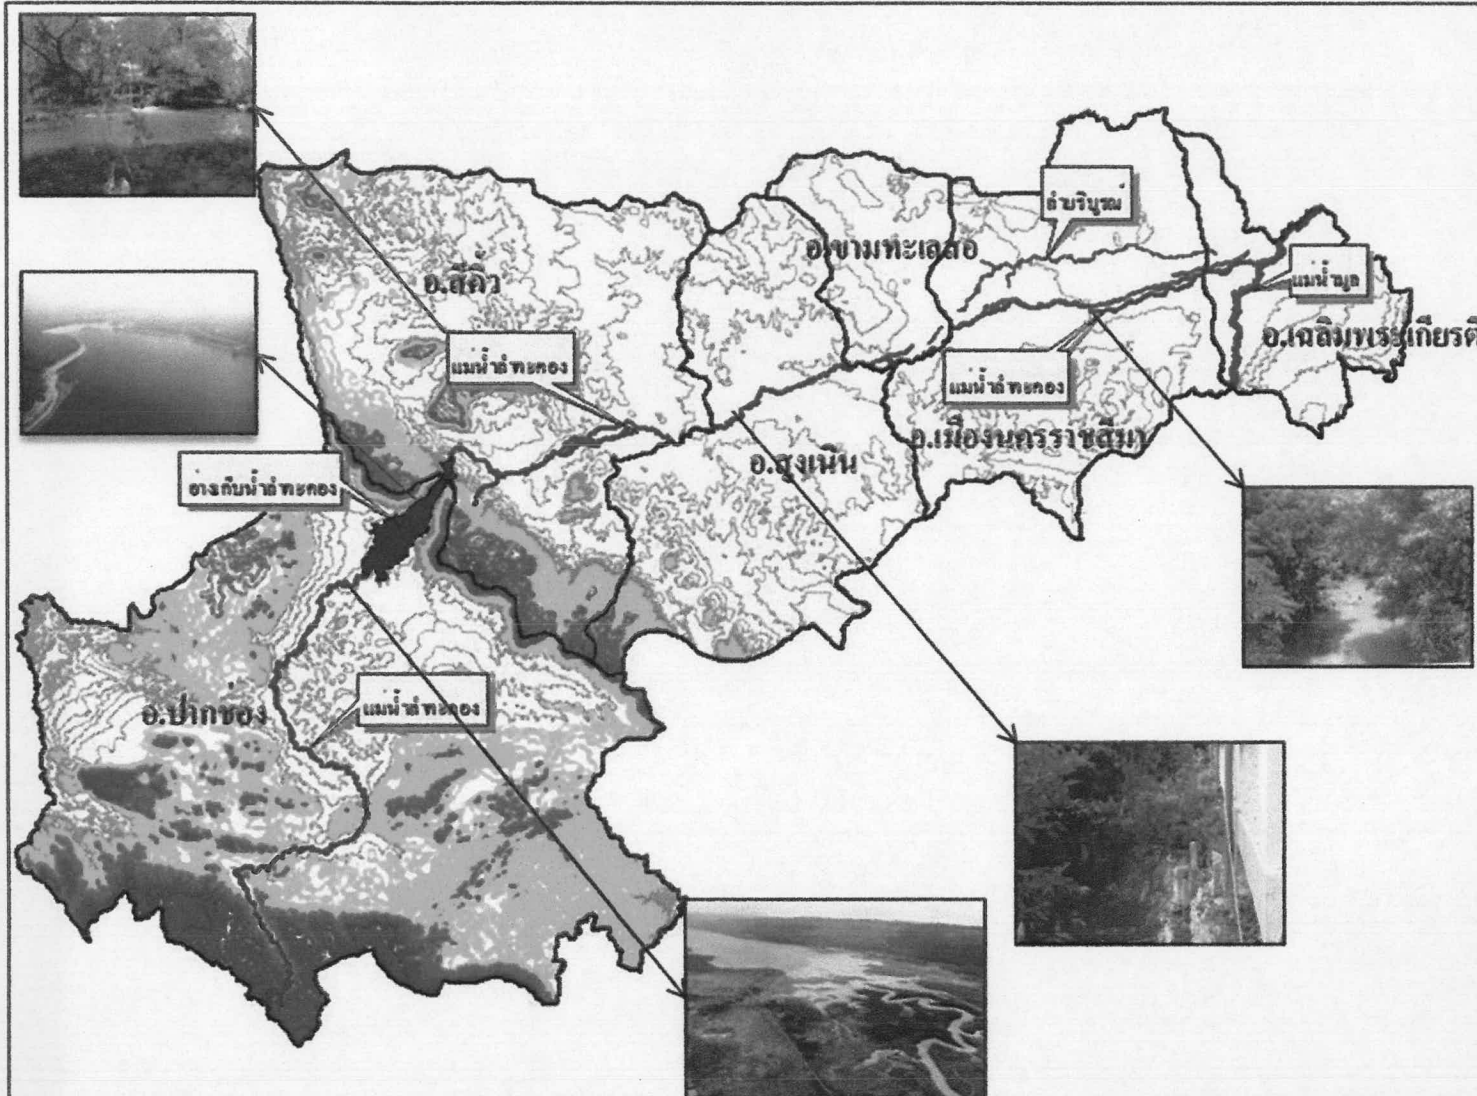 ลำบริบูรณ์
อ.ขามทะเลสอ
แม่น้ำมูล
อ.สีคิ้ว
อ.เฉลิมพระเกียรติ
แม่น้ำลำตะคอง
แม่น้ำลำตะคอง
อ.เมืองนครราชสีมา
อ.สูงเนิน
อ่างเก็บน้ำลำตะคอง
อ.ปากช่อง
แม่น้ำลำตะคอง